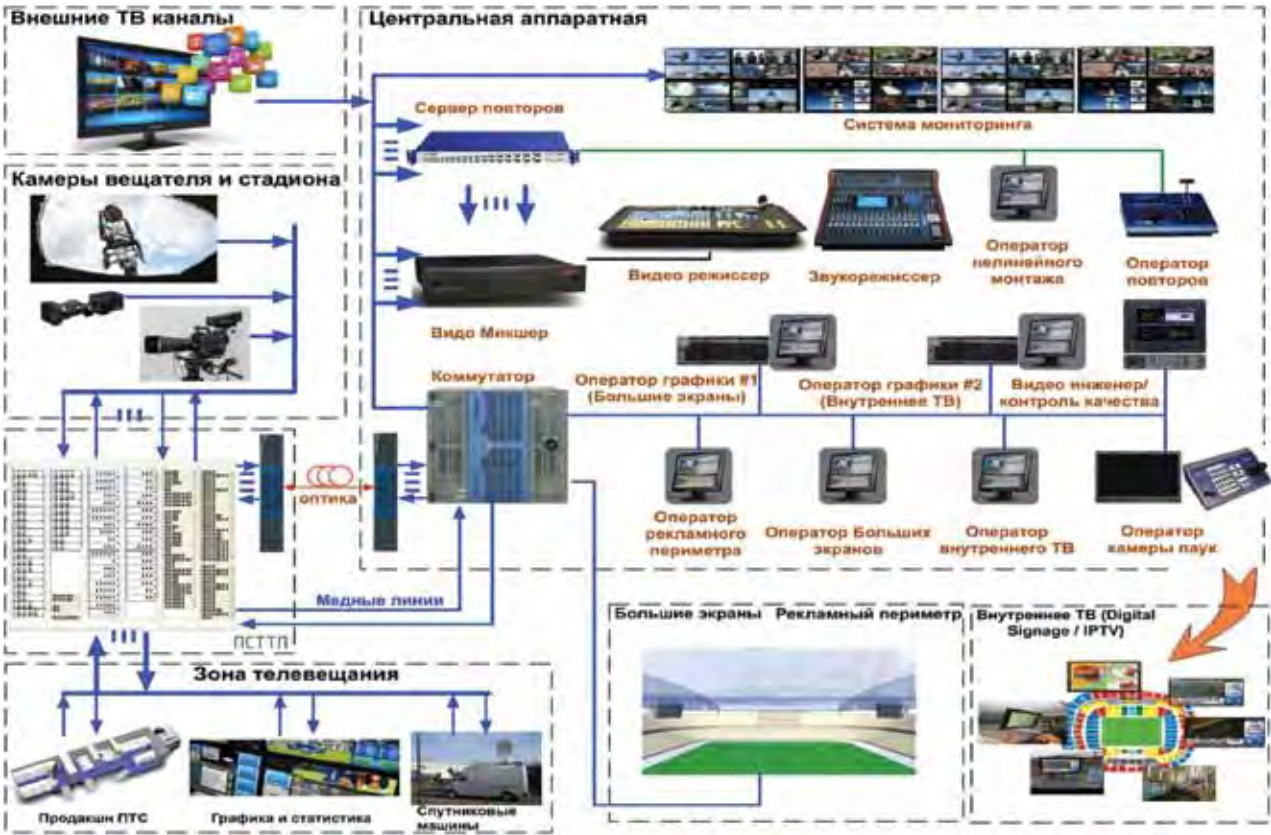 Внешние ТВ каналы
Центральная аппаратная
Сервер повторов
Система мониторинга
Камеры вещателя и стадиона
Видео режиссер
Звукорежиссер
Оператор
нелинейного
монтажа
Оператор
повторов
Видо Микшер
Коммутатор
Оператор графики #1
(Большие экраны)
Оператор графики #2
(Внутреннее ТВ)
Видео инженер/
контроль качества
оптика
Оператор
рекламного
периметра
Оператор Больших
экранов
Оператор
внутреннего ТВ
Оператор
камеры паук
Медные линии
ПСТТП
Большие экраны Рекламный периметр
Внутреннее ТВ (Digital
Signage / IPTV)
Зона телевещания
Продакшн ПТС
Графика и статистика
Спутниковые
машины